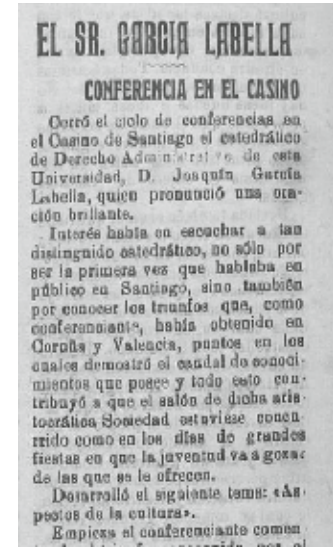 EL SR. GARCIA LABELLA
CONFERENCIA EN EL CASINO
Cerró el ciclo de conferencias en
el Casino de Santiago el catedrático
de Derecho Administrativo de esta
Universidad, D. Joaquín García
Labella, quien pronunció una ora-
ción brillante.
Interés había en escuchar a tan
distinguido catedrático, no sólo por
ser la primera vez que hablaba en
público en Santiago, sino también
por conocer los triunfos que, como
conferenciante, había obtenido en
Coruña y Valencia, puntos en los
cuales demostró el caudal de conoci-
mientos que posee y todo esto con-
tribuyó a que el salón de dicha aris-
tocrática Sociedad estuviese concu-
rrido como en los días de grandes
fiestas en que la juventud va a gozar
de las que se le ofrecen.
Desarrolló el siguiente tema: «As-
pectos de la cultura».
Empieza el conferenciante comen